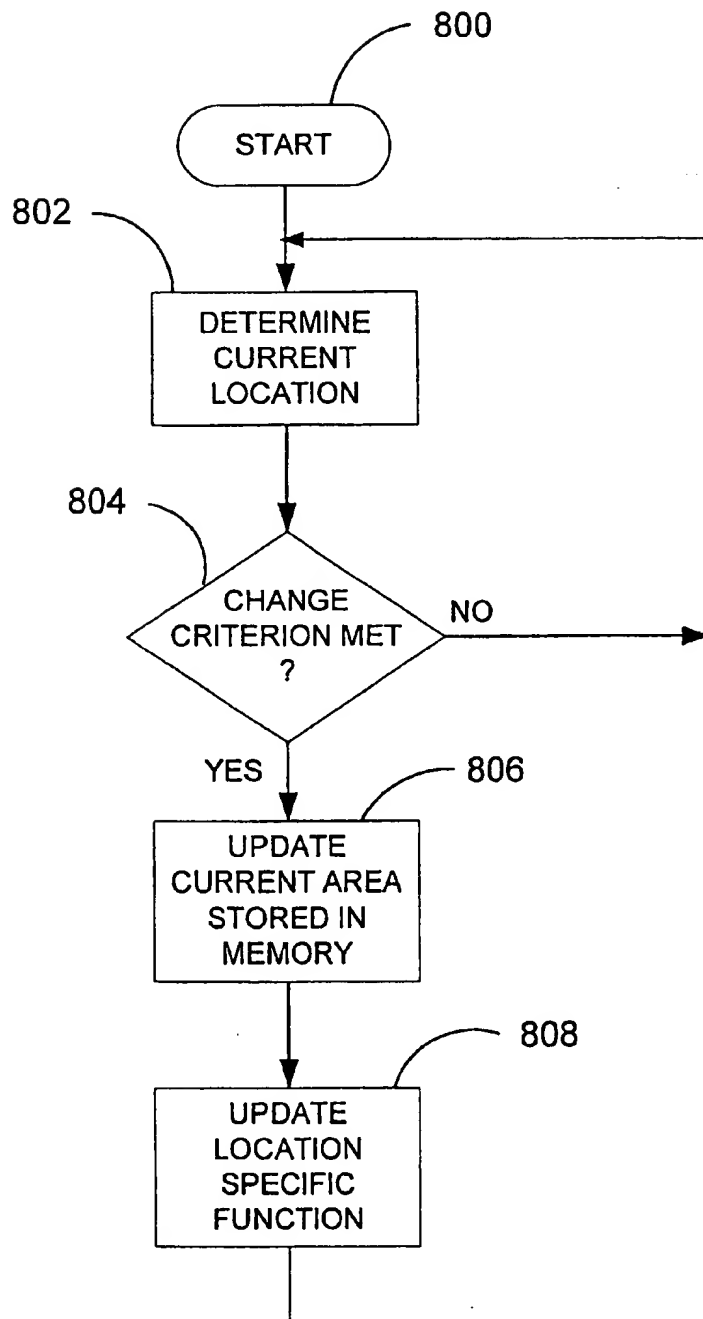 800
START
802
DETERMINE
CURRENT
LOCATION
804
CHANGE
CRITERION MET
?
NO
YES
806
UPDATE
CURRENT AREA
STORED IN
MEMORY
808
UPDATE
LOCATION
SPECIFIC
FUNCTION